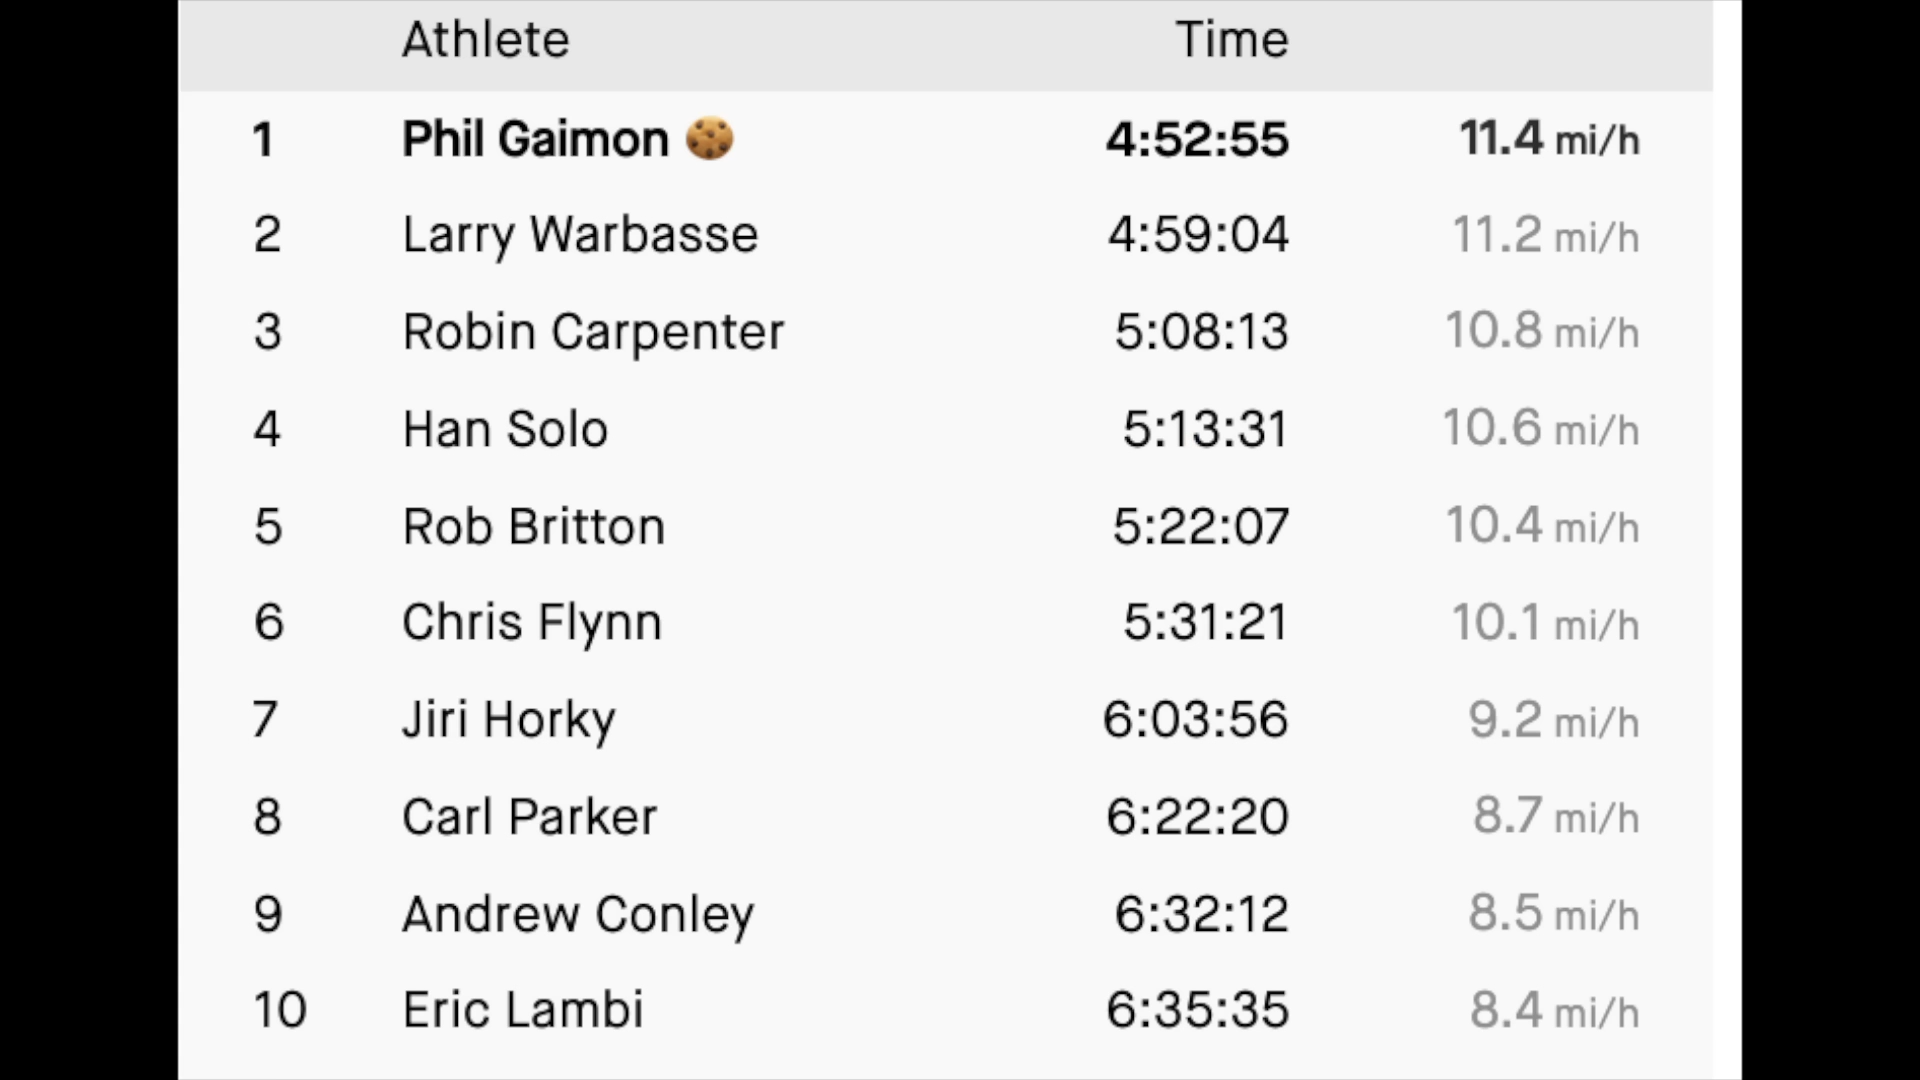 Athlete Time
1 Phil Gaimon 🍪 4:52:55 11.4 mi/h
2 Larry Warbasse 4:59:04 11.2 mi/h
3 Robin Carpenter 5:08:13 10.8 mi/h
4 Han Solo 5:13:31 10.6 mi/h
5 Rob Britton 5:22:07 10.4 mi/h
6 Chris Flynn 5:31:21 10.1 mi/h
7 Jiri Horky 6:03:56 9.2 mi/h
8 Carl Parker 6:22:20 8.7 mi/h
9 Andrew Conley 6:32:12 8.5 mi/h
10 Eric Lambi 6:35:35 8.4 mi/h